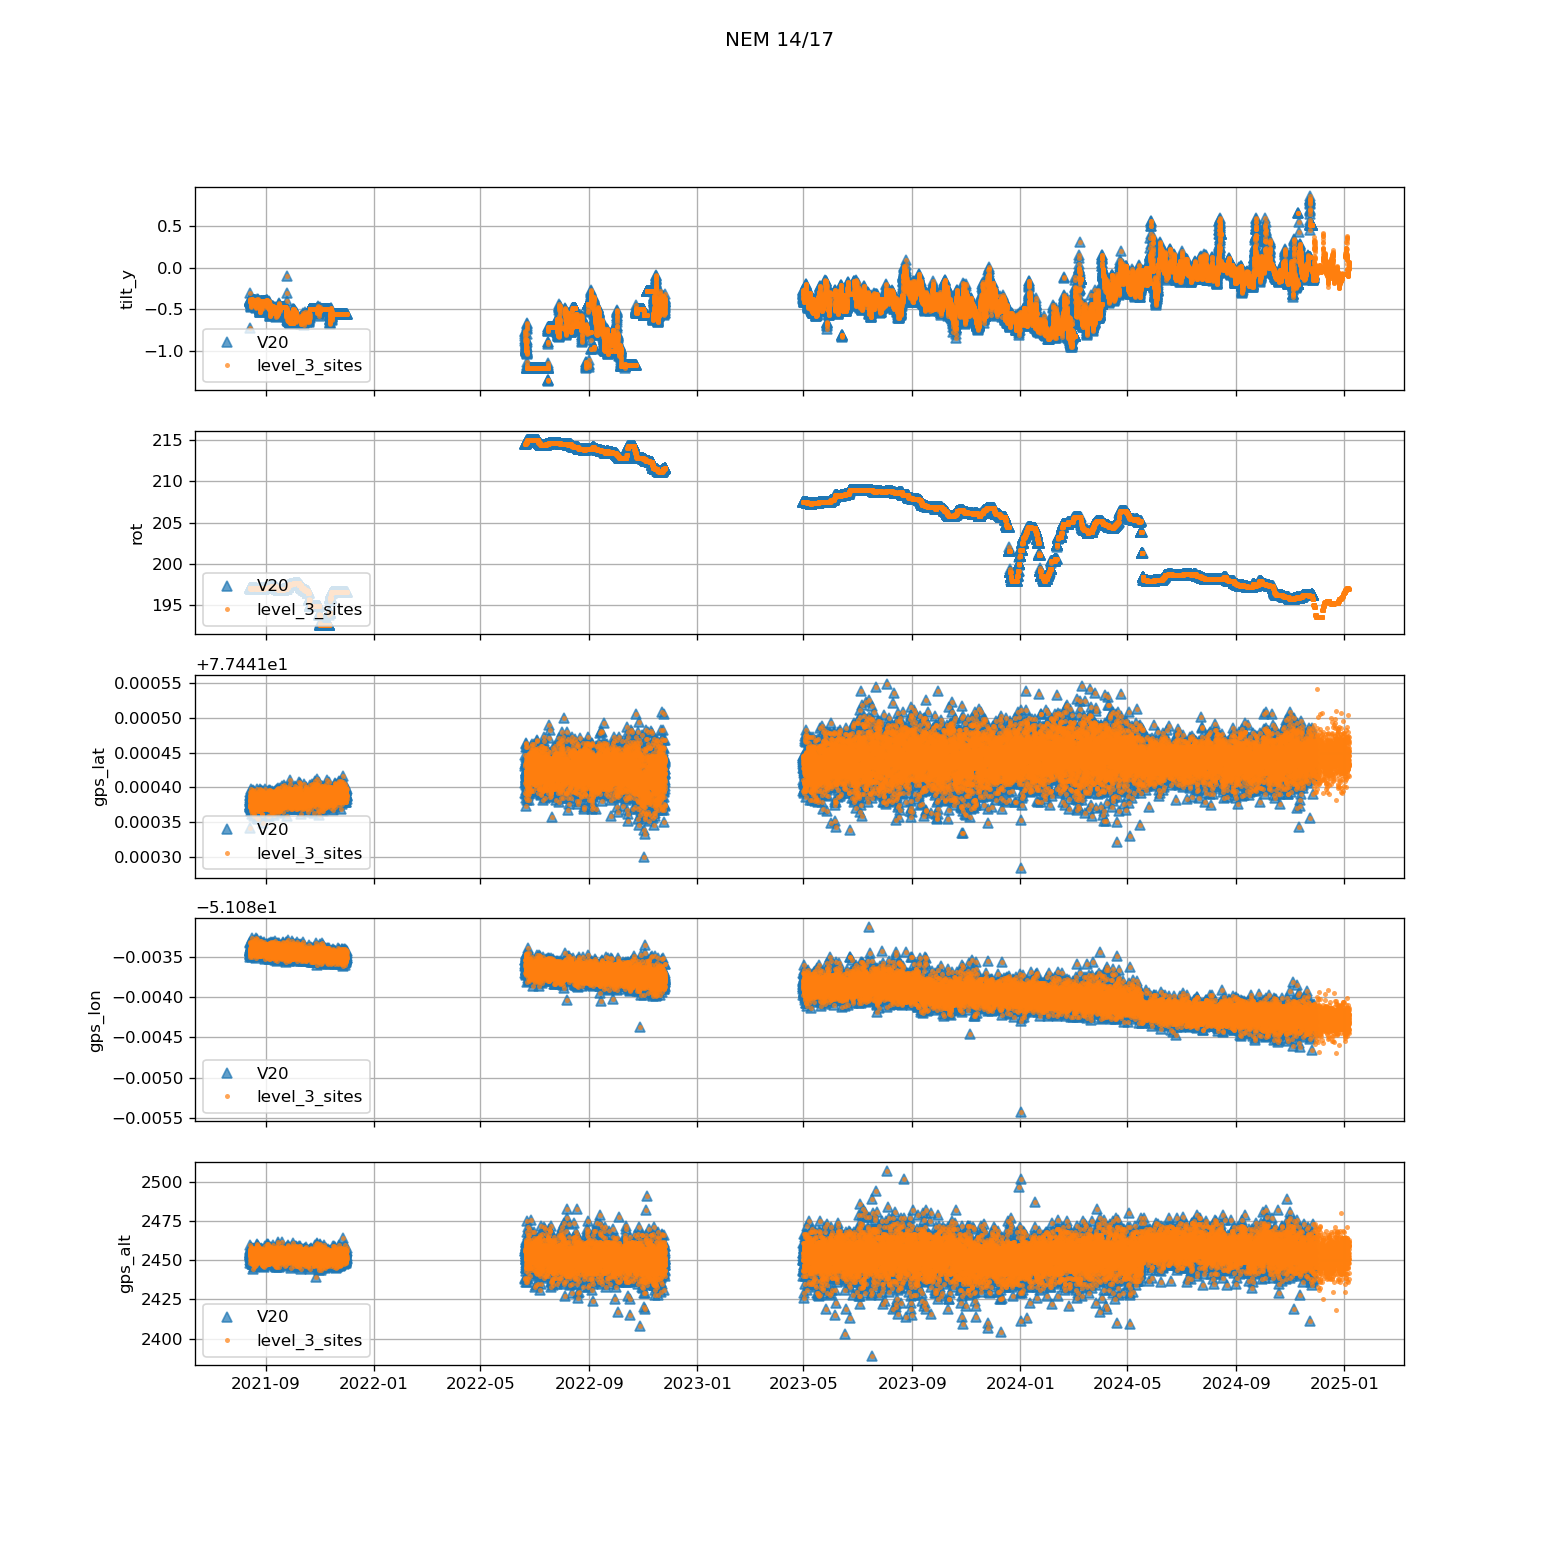 NEM 14/17
tilt_y
0.5
0.0
−0.5
−1.0
V20
level_3_sites
rot
215
210
205
200
195
V20
level_3_sites
+7.7441e1
gps_lat
0.00055
0.00050
0.00045
0.00040
0.00035
0.00030
V20
level_3_sites
−5.108e1
gps_lon
−0.0035
−0.0040
−0.0045
−0.0050
−0.0055
V20
level_3_sites
gps_alt
2500
2475
2450
2425
2400
V20
level_3_sites
2021-09 2022-01 2022-05 2022-09 2023-01 2023-05 2023-09 2024-01 2024-05 2024-09 2025-01